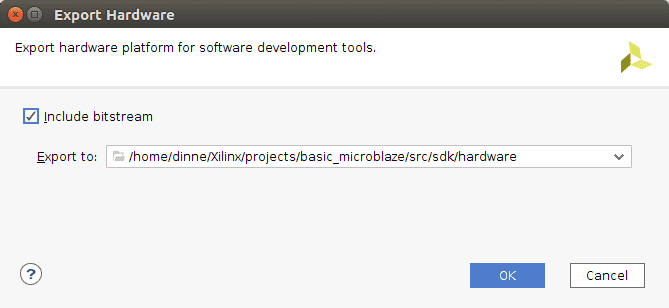 Export Hardware
Export hardware platform for software development tools.
Include bitstream
Export to: /home/dinne/Xilinx/projects/basic_microblaze/src/sdk/hardware
? OK Cancel